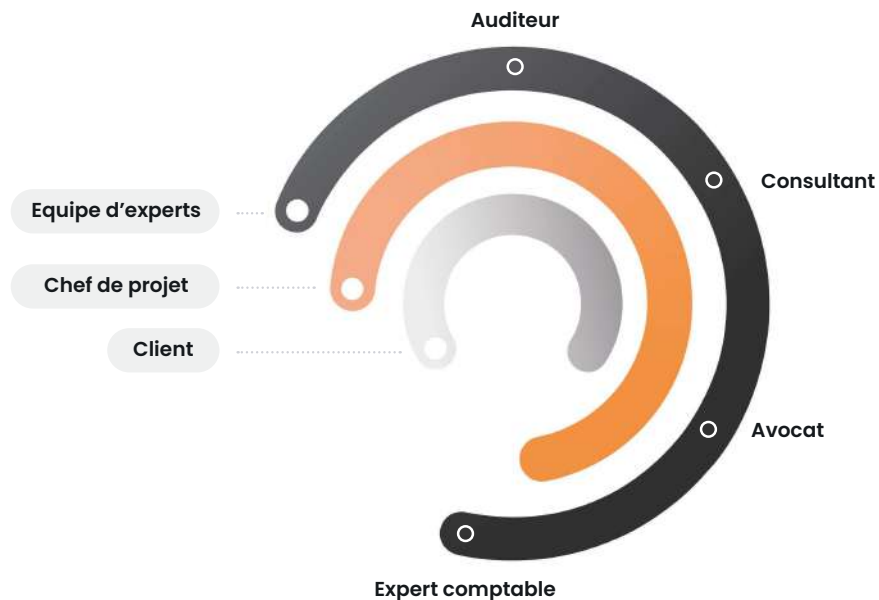 Auditeur
Consultant
Equipe d’experts
Chef de projet
Client
Avocat
Expert comptable